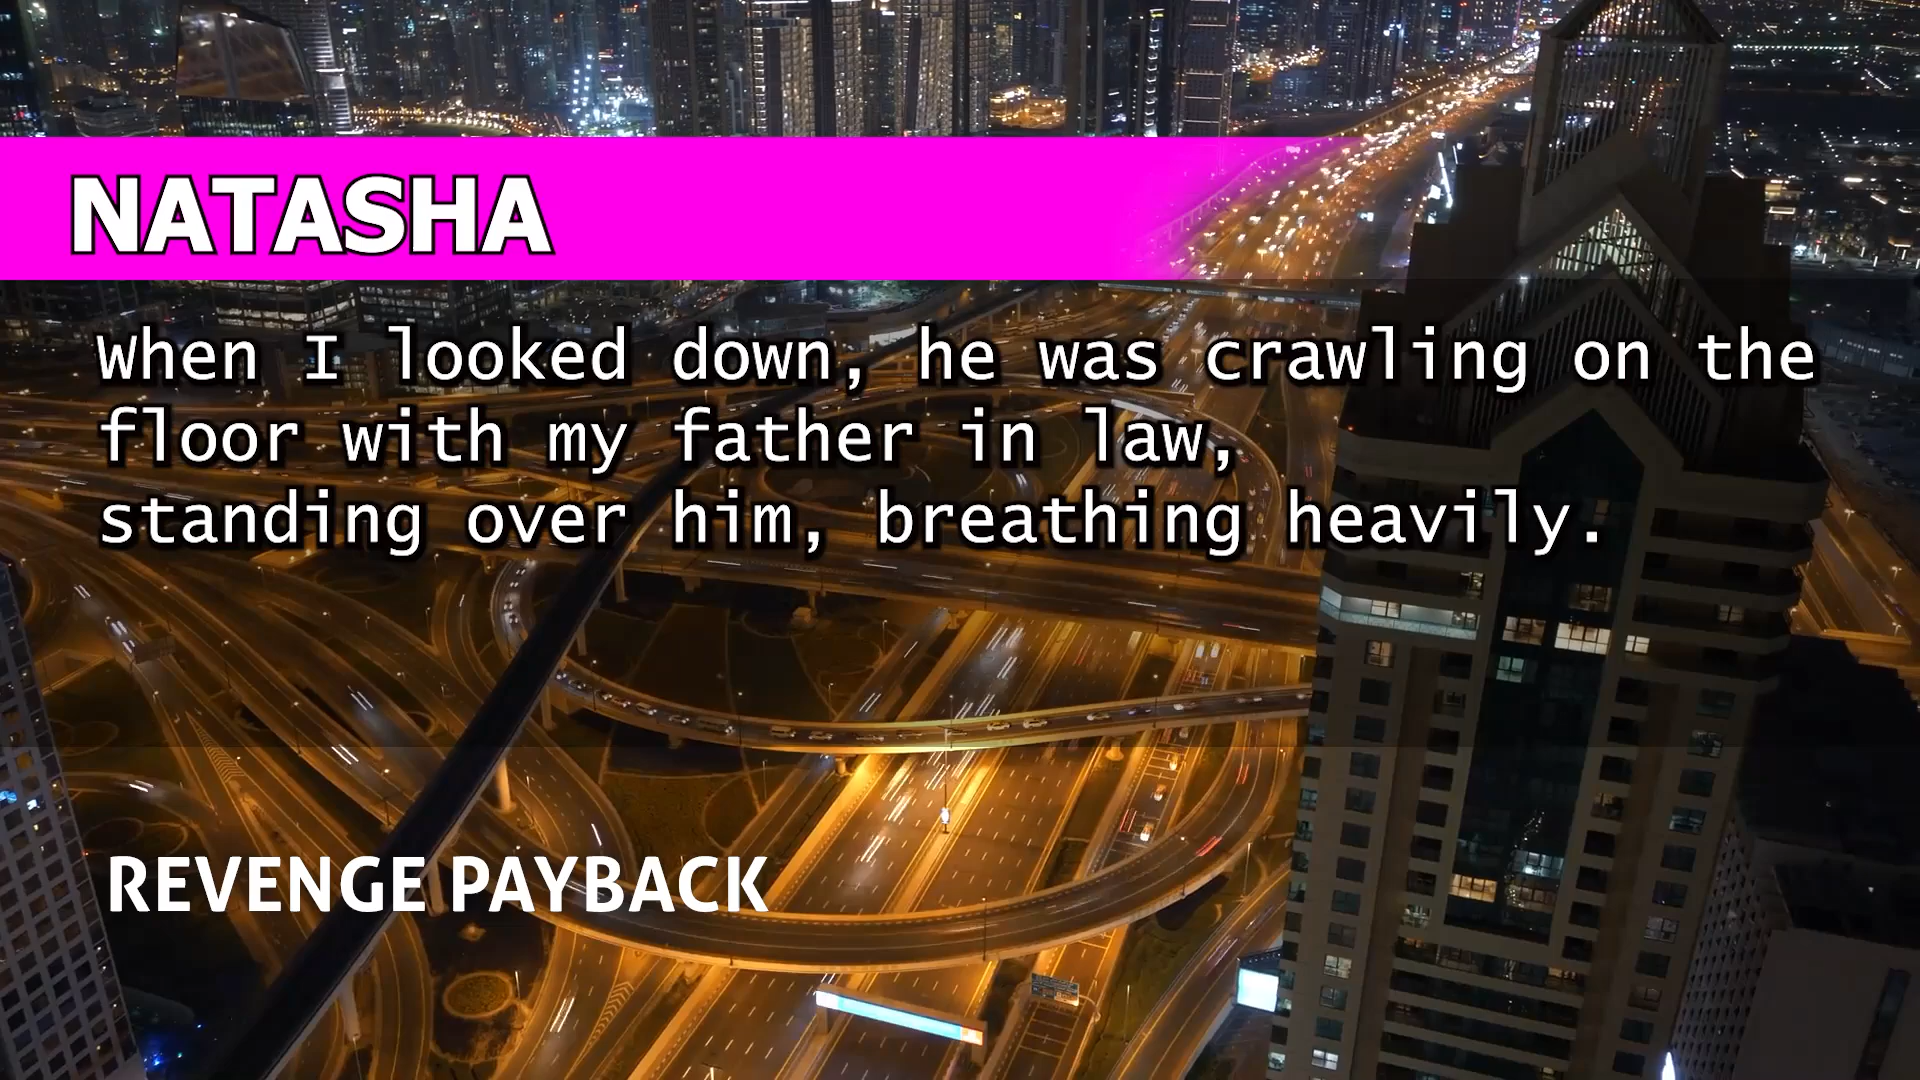 NATASHA
When I looked down, he was crawling on the
floor with my father in law,
standing over him, breathing heavily.
REVENGE PAYBACK